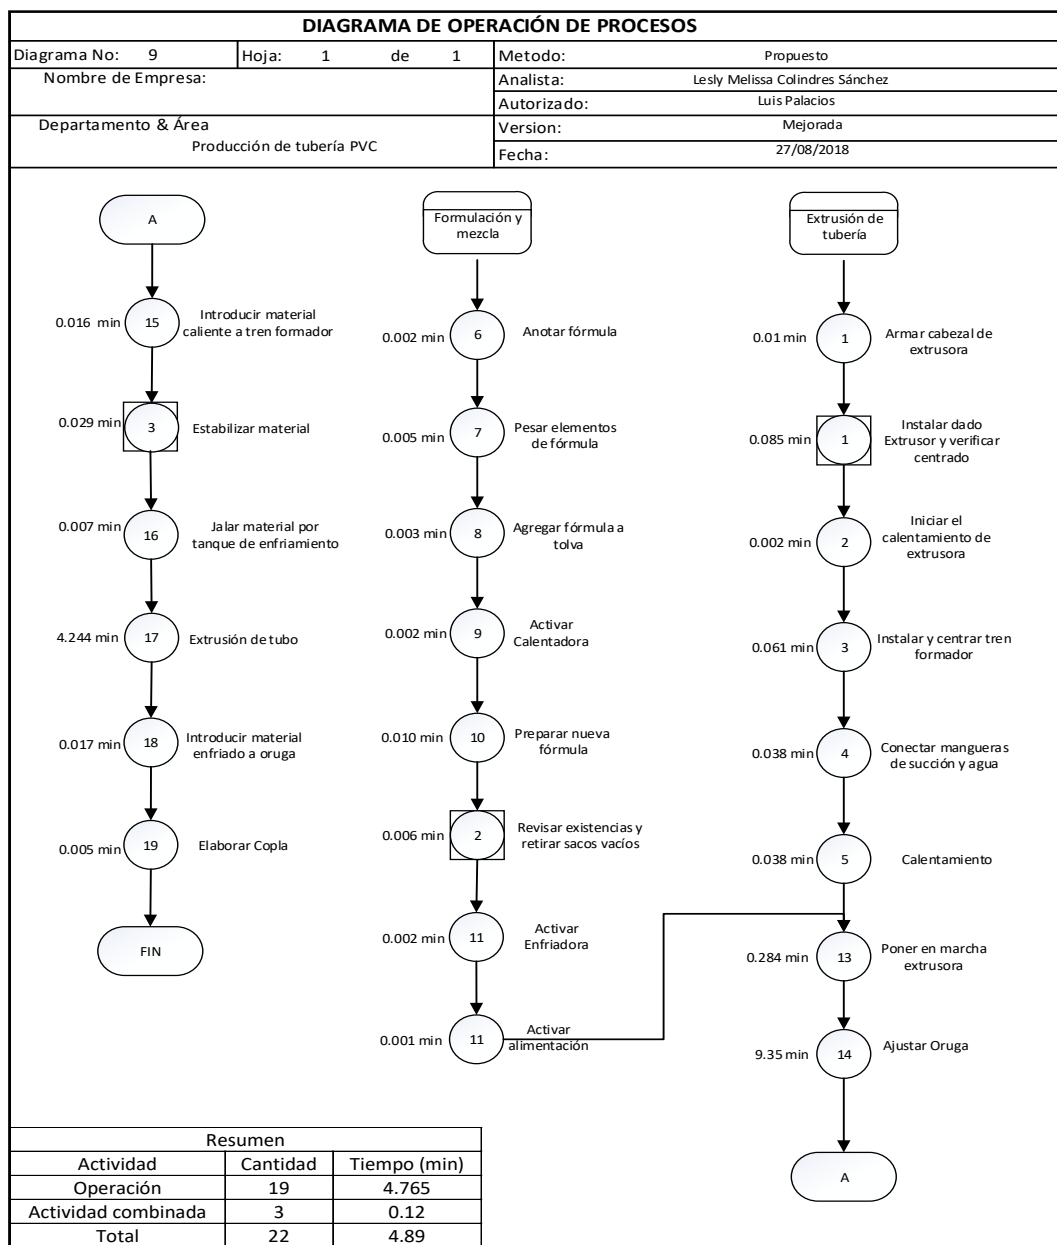 DIAGRAMA DE OPERACIÓN DE PROCESOS
Diagrama No: 9 Hoja: 1 de 1 Metodo: Propuesto
Nombre de Empresa: Analista: Lesly Melissa Colindres Sánchez
Autorizado: Luis Palacios
Departamento & Área Version: Mejorada
Producción de tubería PVC Fecha: 27/08/2018
A
0.016 min 15 Introducir material
caliente a tren formador
0.029 min 3 Estabilizar material
0.007 min 16 Jalar material por
tanque de enfriamiento
4.244 min 17 Extrusión de tubo
0.017 min 18 Introducir material
enfriado a oruga
0.005 min 19 Elaborar Copla
FIN
Formulación y
mezcla
0.002 min 6 Anotar fórmula
0.005 min 7 Pesar elementos
de fórmula
0.003 min 8 Agregar fórmula a
tolva
0.002 min 9 Activar
Calentadora
0.010 min 10 Preparar nueva
fórmula
0.006 min 2 Revisar existencias y
retirar sacos vacíos
0.002 min 11 Activar
Enfriadora
0.001 min 11 Activar
alimentación
Extrusión de
tubería
0.01 min 1 Armar cabezal de
extrusora
0.085 min 1 Instalar dado
Extrusor y verificar
centrado
0.002 min 2 Iniciar el
calentamiento de
extrusora
0.061 min 3 Instalar y centrar tren
formador
0.038 min 4 Conectar mangueras
de succión y agua
0.038 min 5 Calentamiento
0.284 min 13 Poner en marcha
extrusora
9.35 min 14 Ajustar Oruga
A
Resumen
Actividad Cantidad Tiempo (min)
Operación 19 4.765
Actividad combinada 3 0.12
Total 22 4.89